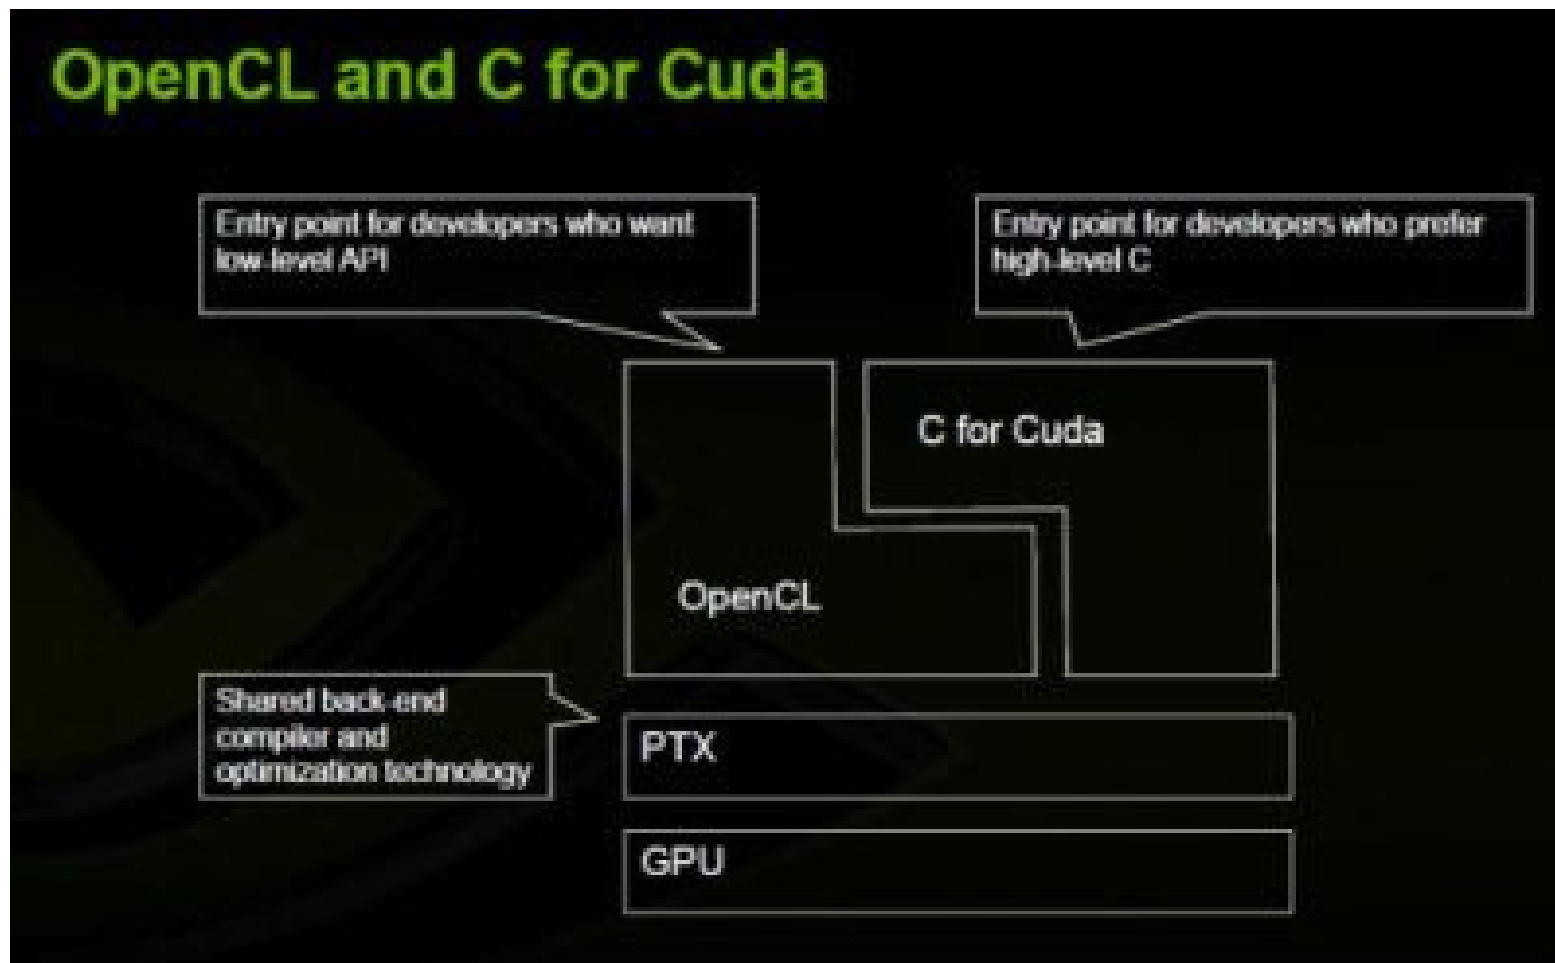 OpenCL and C for Cuda
Entry point for developers who want
low-level API
Entry point for developers who prefer
high-level C
C for Cuda
OpenCL
Shared back-end
compiler and
optimization technology
PTX
GPU